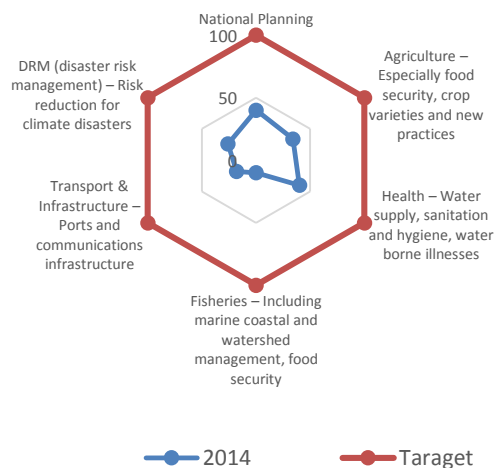 National Planning
100
50
0
Agriculture –
Especially food
security, crop
varieties and new
practices
Health – Water
supply, sanitation
and hygiene, water
borne illnesses
Fisheries – Including
marine coastal and
watershed
management, food
security
Transport &
Infrastructure –
Ports and
communications
infrastructure
DRM (disaster risk
management) – Risk
reduction for
climate disasters
2014
Taraget